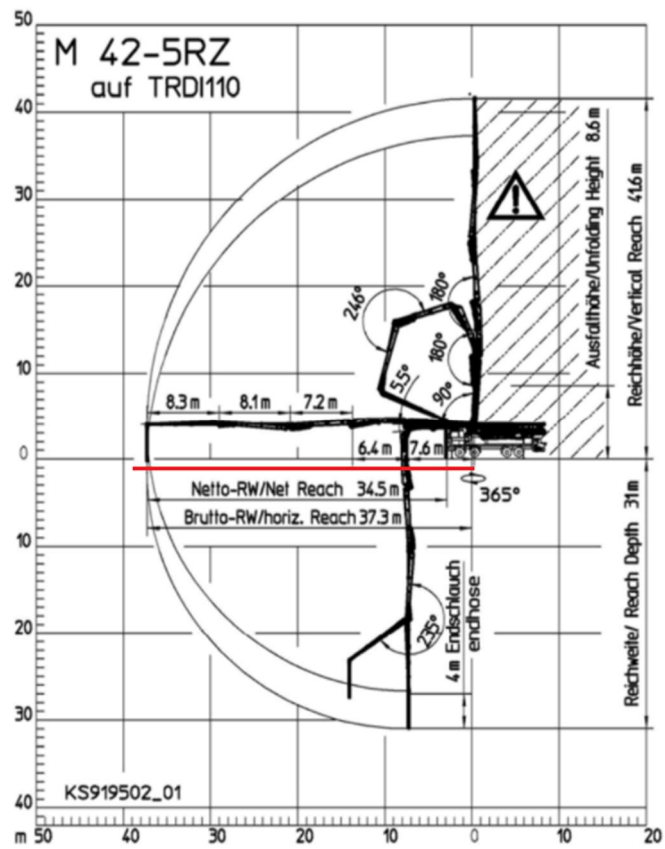 50
M 42-5RZ
auf TRDI110
40
30
20
10
0
10
20
30
40
Ausfalthöhe/Unfolding Height 8.6 m
Reichhöhe/Vertical Reach 41.6 m
246°
180°
180°
5.5°
90°
8.3 m
8.1 m
7.2 m
6.4 m
7.6 m
Netto-RW/Net Reach 34.5 m
365°
Brutto-RW/horiz. Reach 37.3 m
235°
4 m Endschlauch
endhose
Reichweite/ Reach Depth 31m
KS919502_01
m 50 40 30 20 10 0 10 20